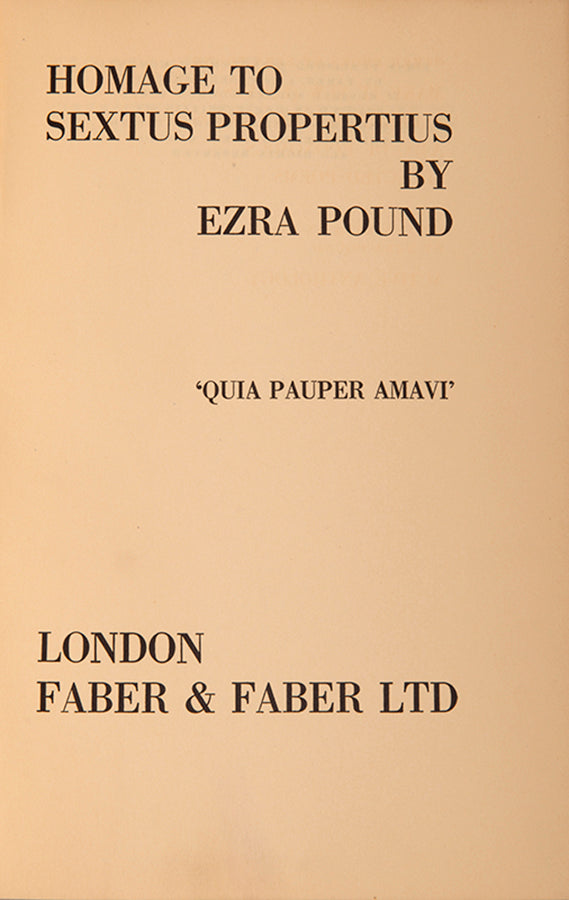 HOMAGE TO
SEXTUS PROPERTIUS
BY
EZRA POUND
‘QUIA PAUPER AMAVI’
LONDON
FABER & FABER LTD